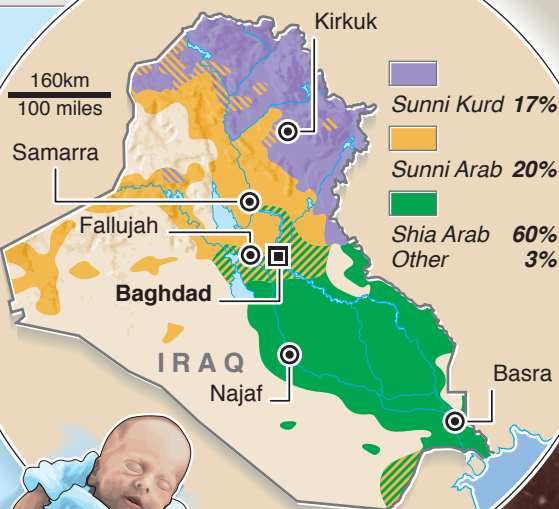 Kirkuk
160km
100 miles
Sunni Kurd 17%
Samarra
Sunni Arab 20%
Fallujah
Shia Arab 60%
Other 3%
Baghdad
IRAQ
Basra
Najaf